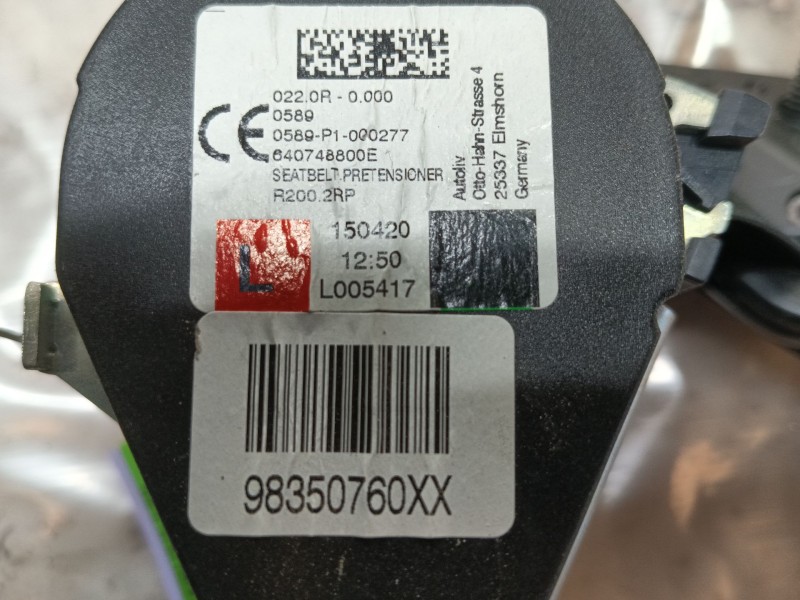 022.0R - 0.000
0589
0589-P1-000277
640748800E
SEATBELT PRETENSIONER
R200.2RP
CE
Autoliv
Otto-Hahn-Strasse 4
25337 Elmshorn
Germany
L
150420
12:50
L005417
98350760XX